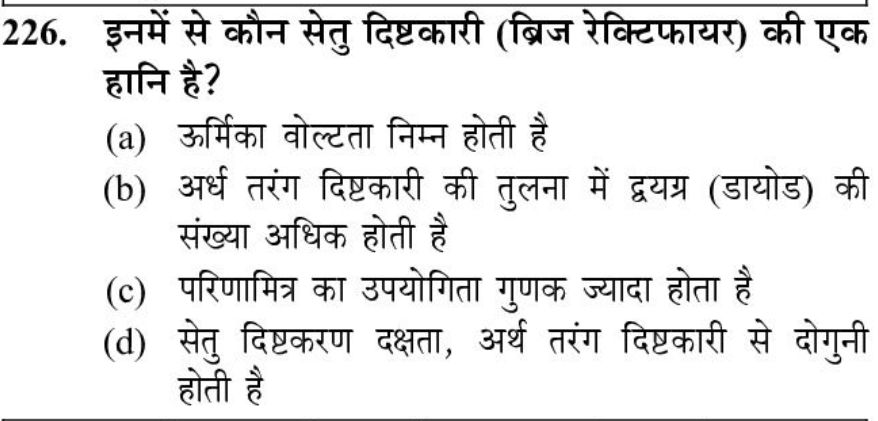 226. इनमें से कौन सेतु दिष्टकारी (ब्रिज रेक्टिफायर) की एक
हानि है?
(a) ऊर्मिका वोल्टता निम्न होती है
(b) अर्ध तरंग दिष्टकारी की तुलना में द्वयग्र (डायोड) की
संख्या अधिक होती है
(c) परिणामित्र का उपयोगिता गुणक ज्यादा होता है
(d) सेतु दिष्टकरण दक्षता, अर्थ तरंग दिष्टकारी से दोगुनी
होती है